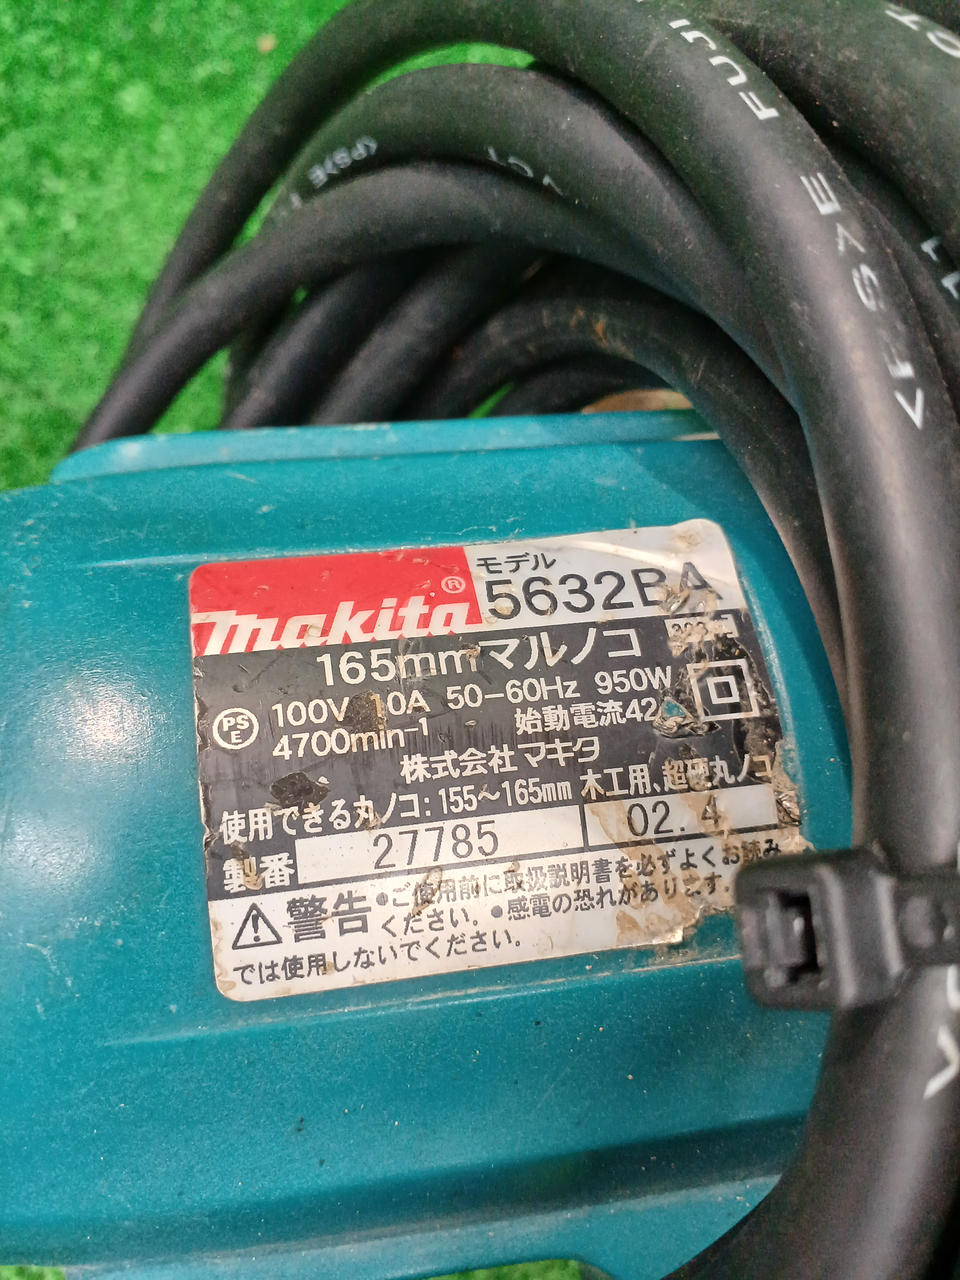 FUJI
<PS>E
CT
<PS>E
モデル
makita® 5632BA
165mmマルノコ
PSE 100V 10A 50-60Hz 950W
4700min-1 始動電流42A
株式会社マキタ
使用できる丸ノコ:155～165mm 木工用、超硬丸ノコ
製番 27785 02.4
警告 ●ご使用前に取扱説明書を必ずよくお読み
ください。●感電の恐れがあります。
では使用しないでください。